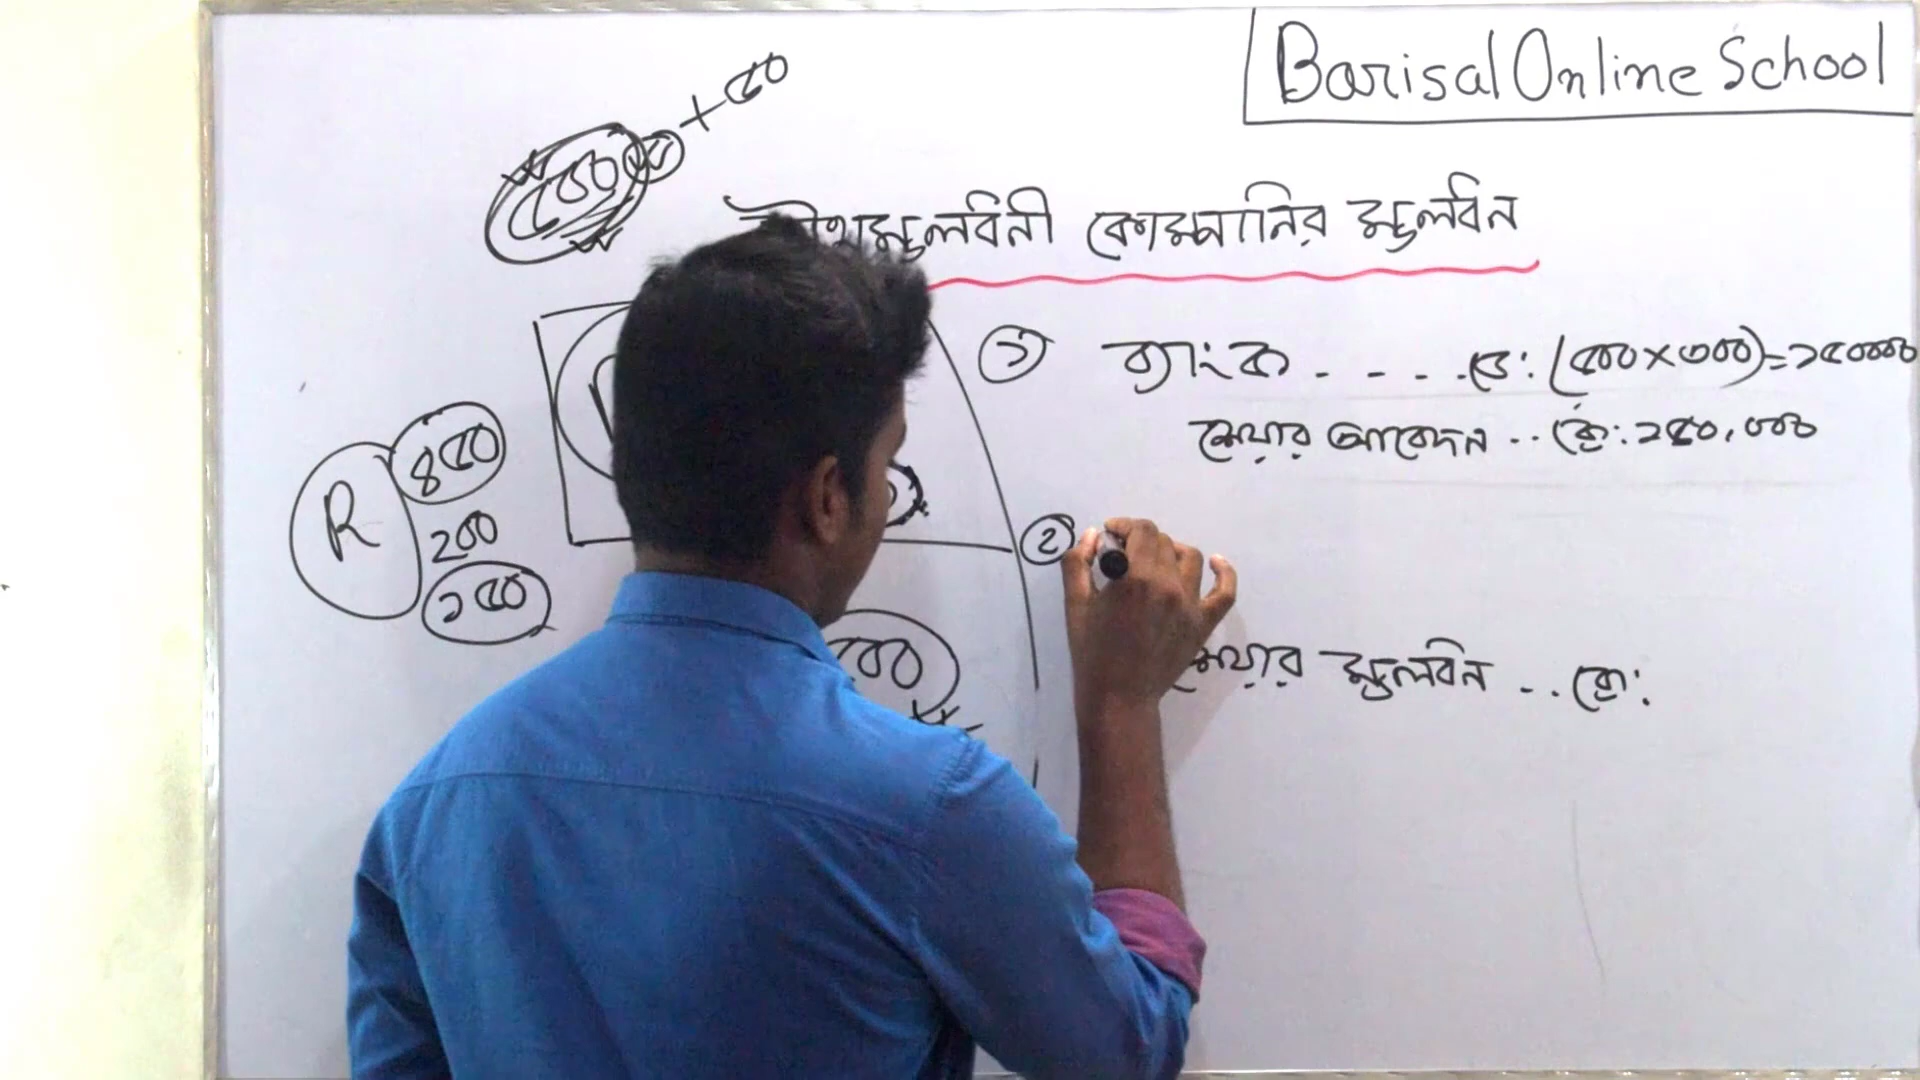 Barisal Online School
+ ৫০
যৌথমূলধনী কোম্পানির মূলধন
১ ব্যাংক - - - - . ডে: (৫০০×৩০০)=১৫০০০০
শেয়ার আবেদন .. ক্রে: ১৫০,০০০
R ৪৫০
২০০
২৫০
২
শেয়ার মূলধন ... ক্রে: